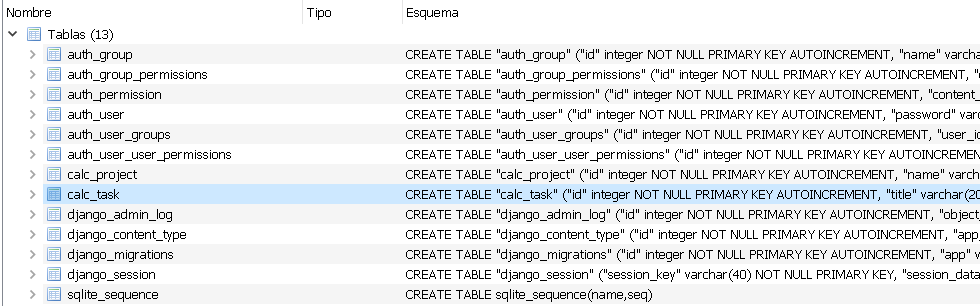 Nombre Tipo Esquema
Tablas (13)
auth_group CREATE TABLE "auth_group" ("id" integer NOT NULL PRIMARY KEY AUTOINCREMENT, "name" varcha
auth_group_permissions CREATE TABLE "auth_group_permissions" ("id" integer NOT NULL PRIMARY KEY AUTOINCREMENT, "
auth_permission CREATE TABLE "auth_permission" ("id" integer NOT NULL PRIMARY KEY AUTOINCREMENT, "content_
auth_user CREATE TABLE "auth_user" ("id" integer NOT NULL PRIMARY KEY AUTOINCREMENT, "password" varc
auth_user_groups CREATE TABLE "auth_user_groups" ("id" integer NOT NULL PRIMARY KEY AUTOINCREMENT, "user_id
auth_user_user_permissions CREATE TABLE "auth_user_user_permissions" ("id" integer NOT NULL PRIMARY KEY AUTOINCREMENT,
calc_project CREATE TABLE "calc_project" ("id" integer NOT NULL PRIMARY KEY AUTOINCREMENT, "name" varch
calc_task CREATE TABLE "calc_task" ("id" integer NOT NULL PRIMARY KEY AUTOINCREMENT, "title" varchar(20
django_admin_log CREATE TABLE "django_admin_log" ("id" integer NOT NULL PRIMARY KEY AUTOINCREMENT, "object_
django_content_type CREATE TABLE "django_content_type" ("id" integer NOT NULL PRIMARY KEY AUTOINCREMENT, "app_
django_migrations CREATE TABLE "django_migrations" ("id" integer NOT NULL PRIMARY KEY AUTOINCREMENT, "app" v
django_session CREATE TABLE "django_session" ("session_key" varchar(40) NOT NULL PRIMARY KEY, "session_data
sqlite_sequence CREATE TABLE sqlite_sequence(name,seq)